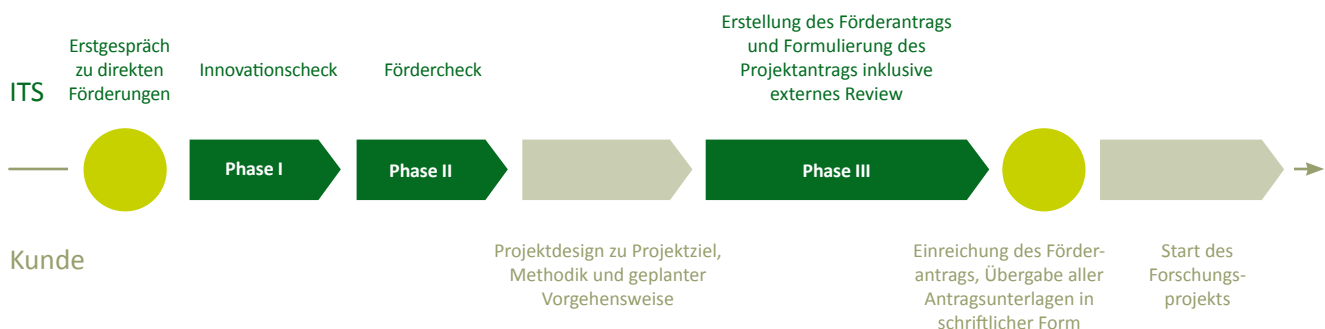 Erstgespräch
zu direkten
Förderungen
Innovationscheck
Fördercheck
Erstellung des Förderantrags
und Formulierung des
Projektantrags inklusive
externes Review
ITS
Phase I
Phase II
Phase III
Kunde
Projektdesign zu Projektziel,
Methodik und geplanter
Vorgehensweise
Einreichung des Förder-
antrags, Übergabe aller
Antragsunterlagen in
schriftlicher Form
Start des
Forschungs-
projekts